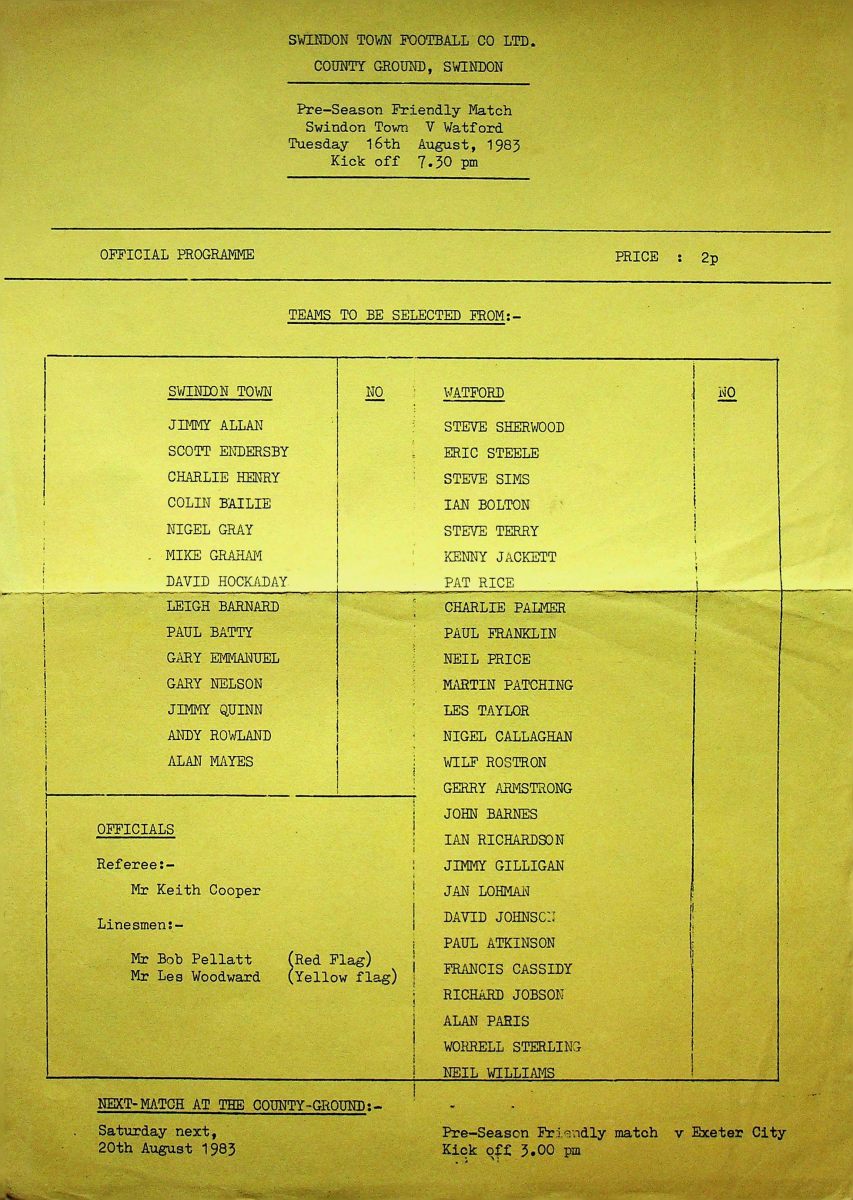 SWINDON TOWN FOOTBALL CO LTD.
COUNTY GROUND, SWINDON
Pre-Season Friendly Match
Swindon Town V Watford
Tuesday 16th August, 1983
Kick off 7.30 pm
OFFICIAL PROGRAMME PRICE : 2p
TEAMS TO BE SELECTED FROM:-
SWINDON TOWN NO
JIMMY ALLAN
SCOTT ENDERSBY
CHARLIE HENRY
COLIN BAILIE
NIGEL GRAY
MIKE GRAHAM
DAVID HOCKADAY
LEIGH BARNARD
PAUL BATTY
GARY EMMANUEL
GARY NELSON
JIMMY QUINN
ANDY ROWLAND
ALAN MAYES
WATFORD NO
STEVE SHERWOOD
ERIC STEELE
STEVE SIMS
IAN BOLTON
STEVE TERRY
KENNY JACKETT
PAT RICE
CHARLIE PALMER
PAUL FRANKLIN
NEIL PRICE
MARTIN PATCHING
LES TAYLOR
NIGEL CALLAGHAN
WILF ROSTRON
GERRY ARMSTRONG
JOHN BARNES
IAN RICHARDSON
JIMMY GILLIGAN
JAN LOHMAN
DAVID JOHNSON
PAUL ATKINSON
FRANCIS CASSIDY
RICHARD JOBSON
ALAN PARIS
WORRELL STERLING
NEIL WILLIAMS
OFFICIALS
Referee:-
Mr Keith Cooper
Linesmen:-
Mr Bob Pellatt (Red Flag)
Mr Les Woodward (Yellow flag)
NEXT-MATCH AT THE COUNTY-GROUND:-
Saturday next, Pre-Season Friendly match v Exeter City
20th August 1983 Kick off 3.00 pm